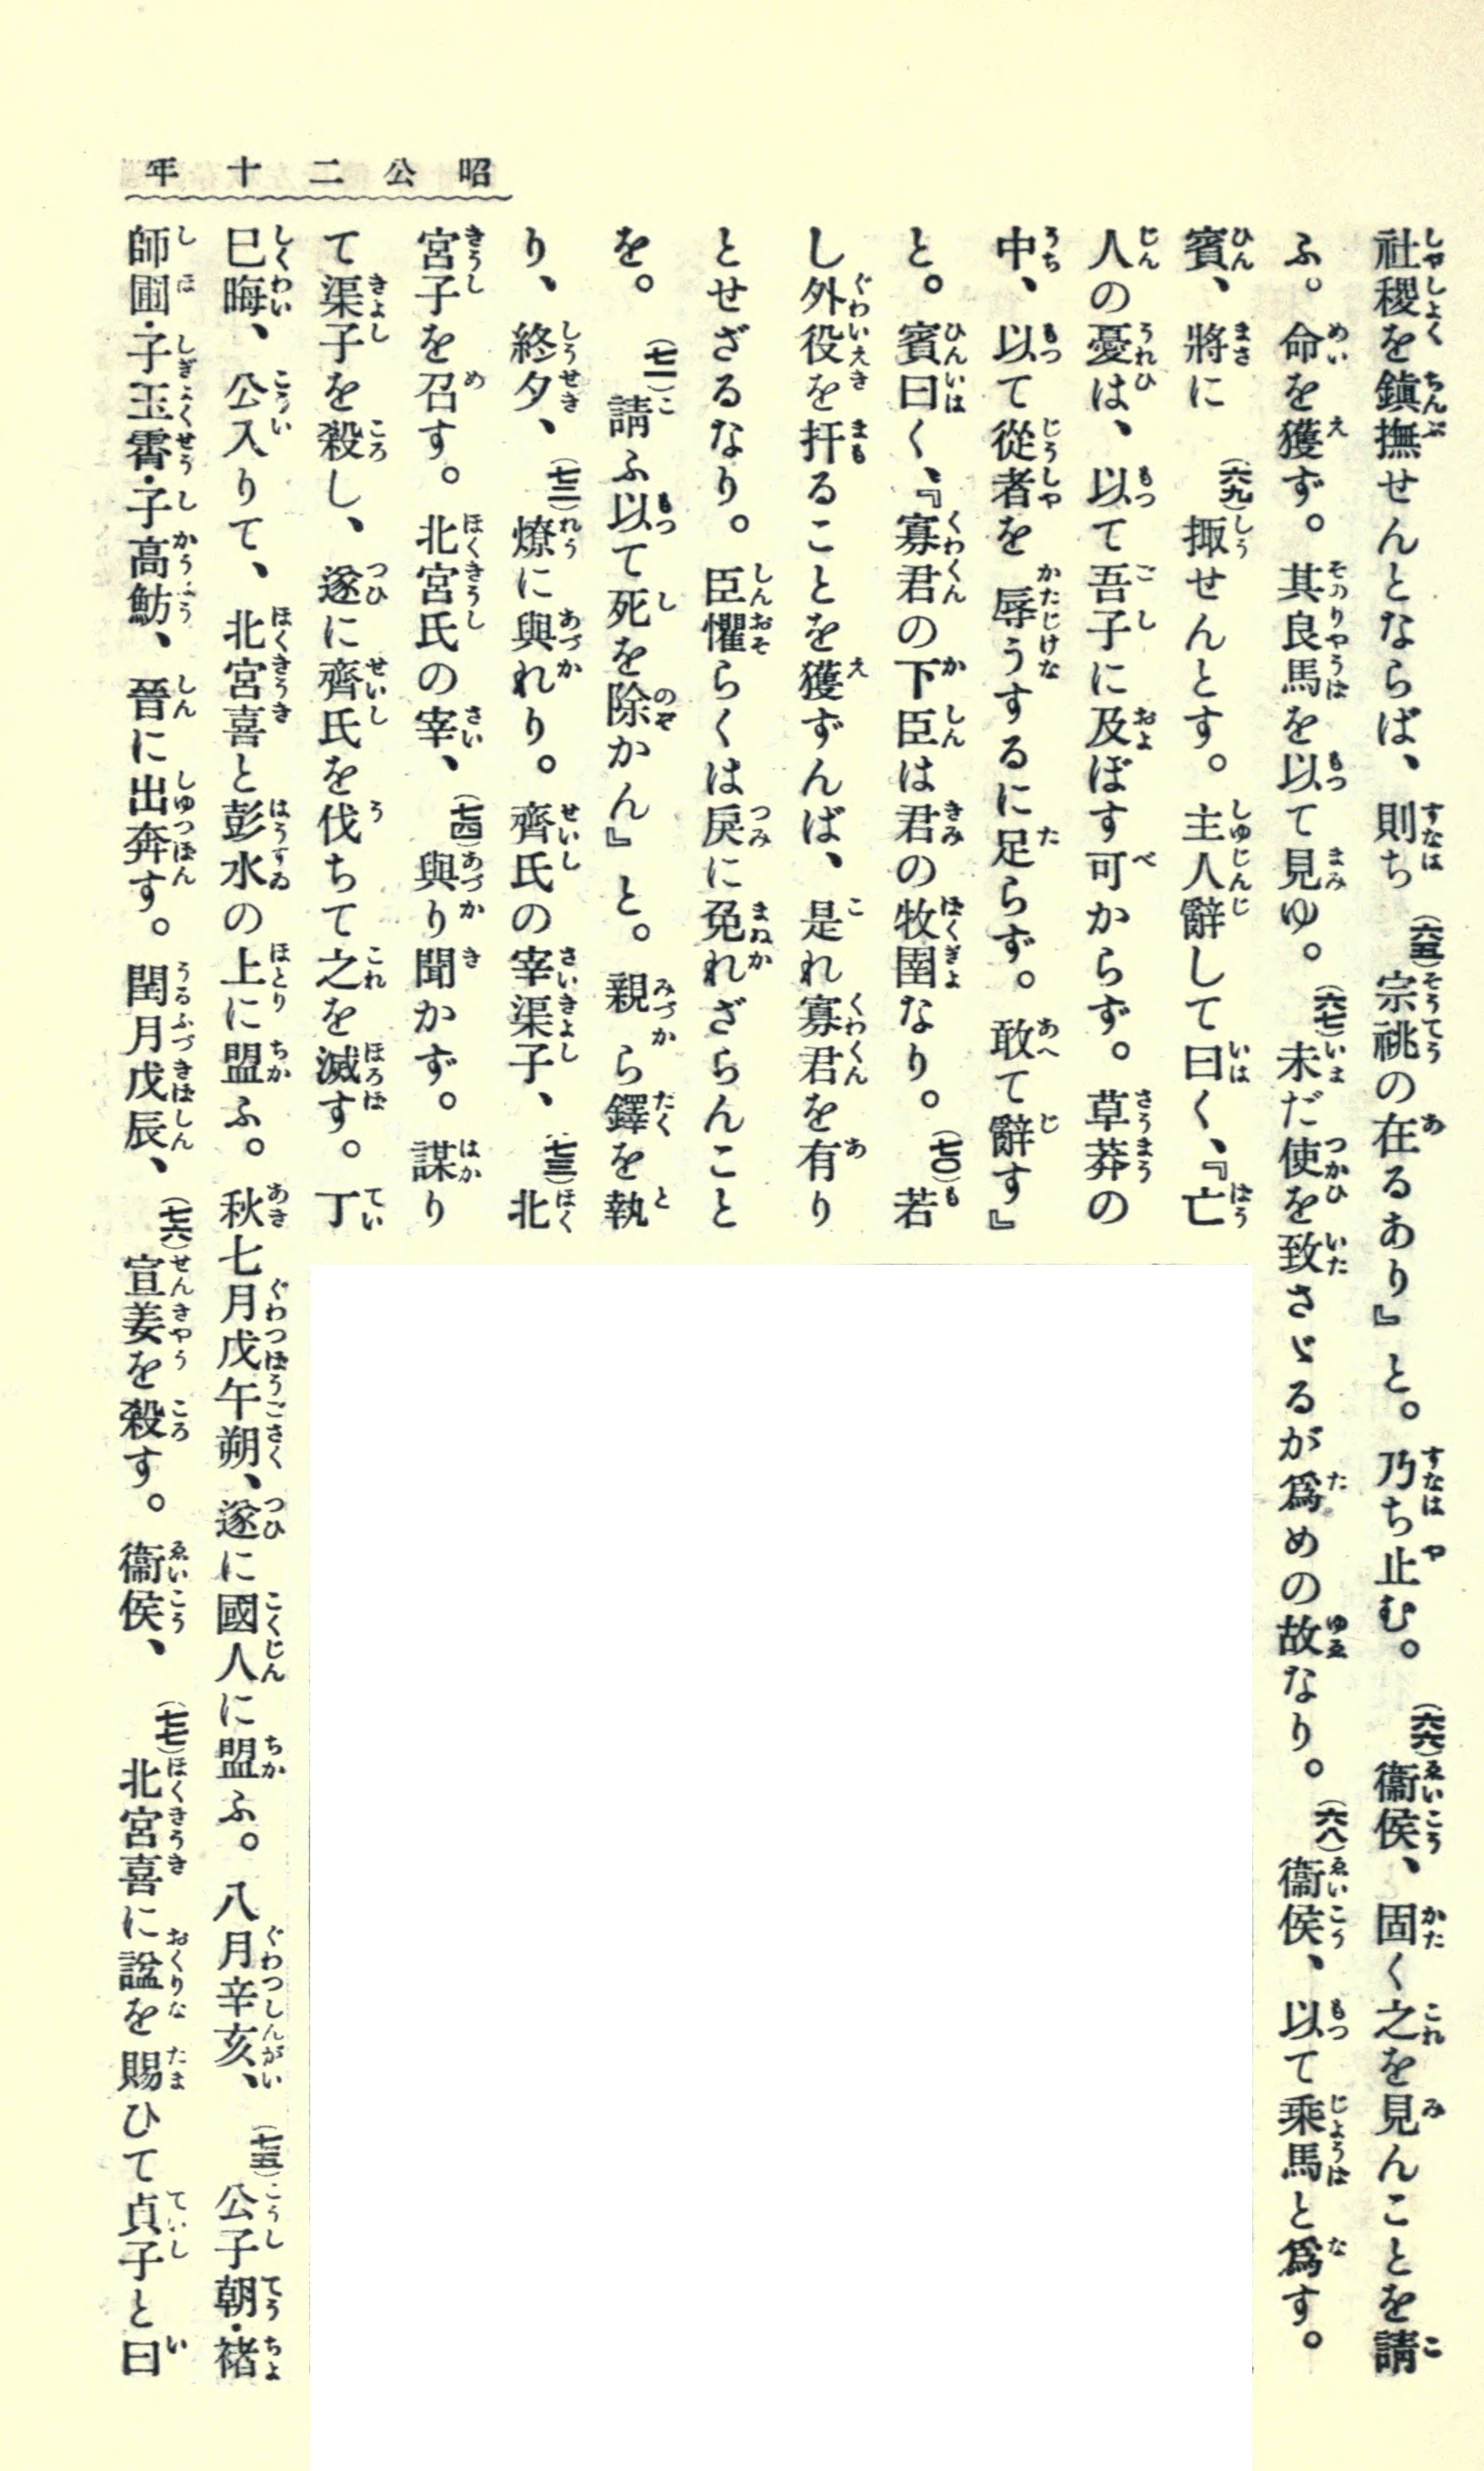 昭公二十年
社稷を鎭撫せんとならば、則ち(六五)宗祧の在るあり』と。乃ち止む。(六六)衞侯、固く之を見んことを請
ふ。命を獲ず。其良馬を以て見ゆ。(六七)未だ使を致さゞるが爲めの故なり。(六八)衞侯、以て乘馬と爲す。
賓、將に(六九)掫せんとす。主人辭して曰く、『亡
人の憂は、以て吾子に及ぼす可からず。草莽の
中、以て從者を辱うするに足らず。敢て辭す』
と。賓曰く、『寡君の下臣は君の牧圉なり。(七〇)若
し外役を扞ることを獲ずんば、是れ寡君を有り
とせざるなり。臣懼らくは戾に免れざらんこと
を。(七一)請ふ以て死を除かん』と。親ら鐸を執
り、終夕、(七二)燎に與れり。齊氏の宰渠子、(七三)北
宮子を召す。北宮氏の宰、(七四)與り聞かず。謀り
て渠子を殺し、遂に齊氏を伐ちて之を滅す。丁
巳晦、公入りて、北宮喜と彭水の上に盟ふ。秋七月戊午朔、遂に國人に盟ふ。八月辛亥、(七五)公子朝・褚
師圃・子玉霄・子高魴、晉に出奔す。閏月戊辰、(七六)宣姜を殺す。衞侯、(七七)北宮喜に諡を賜ひて貞子と曰